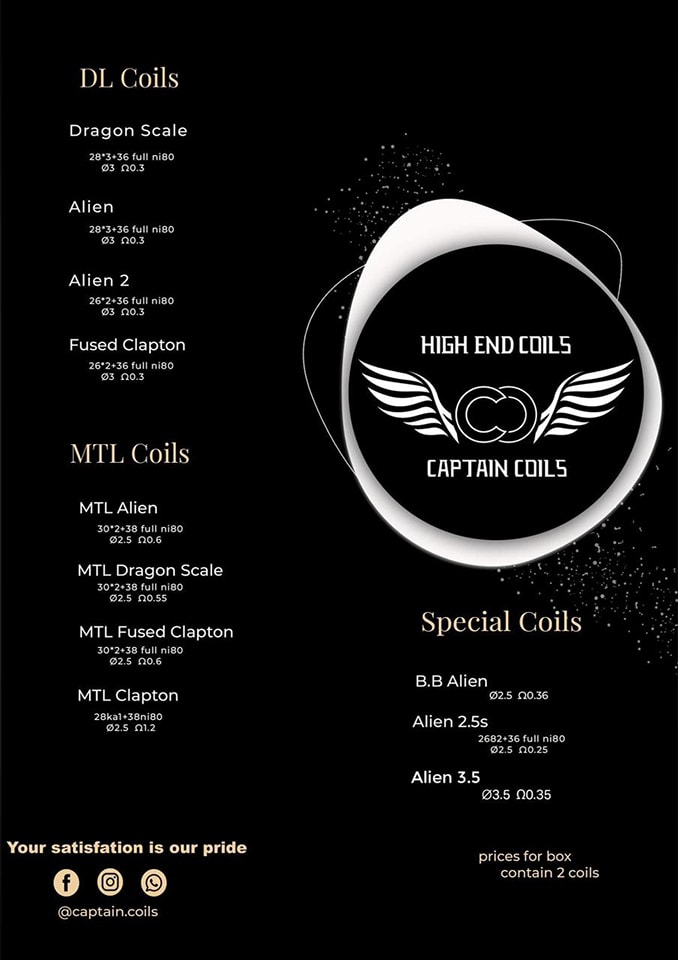 DL Coils
Dragon Scale
28*3+36 full ni80
Ø3 Ω0.3
Alien
28*3+36 full ni80
Ø3 Ω0.3
Alien 2
26*2+36 full ni80
Ø3 Ω0.3
Fused Clapton
26*2+36 full ni80
Ø3 Ω0.3
MTL Coils
MTL Alien
30*2+38 full ni80
Ø2.5 Ω0.6
MTL Dragon Scale
30*2+38 full ni80
Ø2.5 Ω0.55
MTL Fused Clapton
30*2+38 full ni80
Ø2.5 Ω0.6
MTL Clapton
28ka1+38ni80
Ø2.5 Ω1.2
HIGH END COILS
CAPTAIN COILS
Special Coils
B.B Alien
Ø2.5 Ω0.36
Alien 2.5s
2682+36 full ni80
Ø2.5 Ω0.25
Alien 3.5
Ø3.5 Ω0.35
prices for box
contain 2 coils
Your satisfation is our pride
@captain.coils